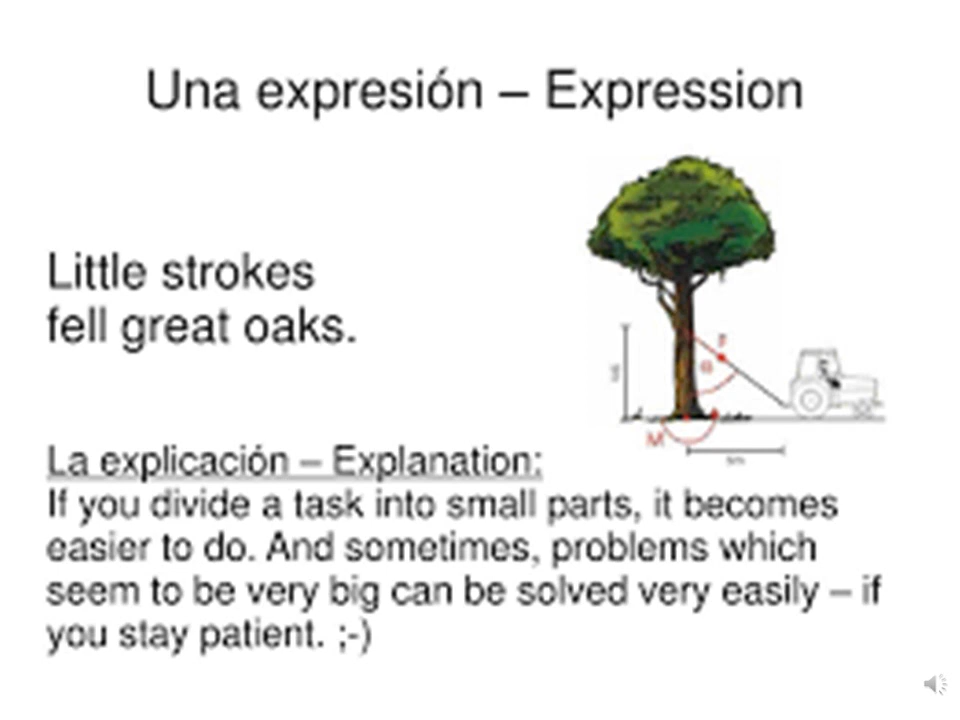 Una expresión – Expression
Little strokes
fell great oaks.
F
θ
M
La explicación – Explanation:
If you divide a task into small parts, it becomes
easier to do. And sometimes, problems which
seem to be very big can be solved very easily – if
you stay patient. ;-)